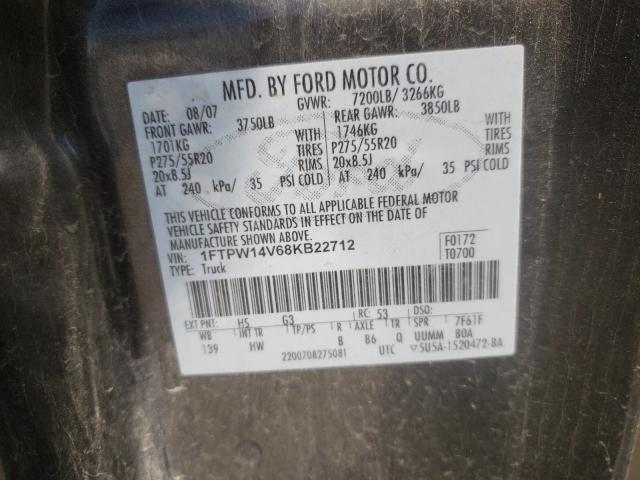 MFD. BY FORD MOTOR CO.
DATE: 08/07 GVWR: 7200LB/ 3266KG
FRONT GAWR: 3750LB REAR GAWR: 3850LB
1701KG WITH 1746KG WITH
P275/55R20 TIRES P275/55R20 TIRES
20x8.5J RIMS 20x8.5J RIMS
AT 240 kPa/ 35 PSI COLD AT 240 kPa/ 35 PSI COLD
Ford
THIS VEHICLE CONFORMS TO ALL APPLICABLE FEDERAL MOTOR
VEHICLE SAFETY STANDARDS IN EFFECT ON THE DATE OF
MANUFACTURE SHOWN ABOVE.
VIN: 1FTPW14V68KB22712 F0172
TYPE: Truck T0700
EXT PNT: HS G3 RC: 53 DSO:
WB INT TR TP/PS R AXLE TR SPR 7F61F
139 HW B B6 Q UUMM BOA
2200708275081 UTC ▽5U5A-1520472-BA